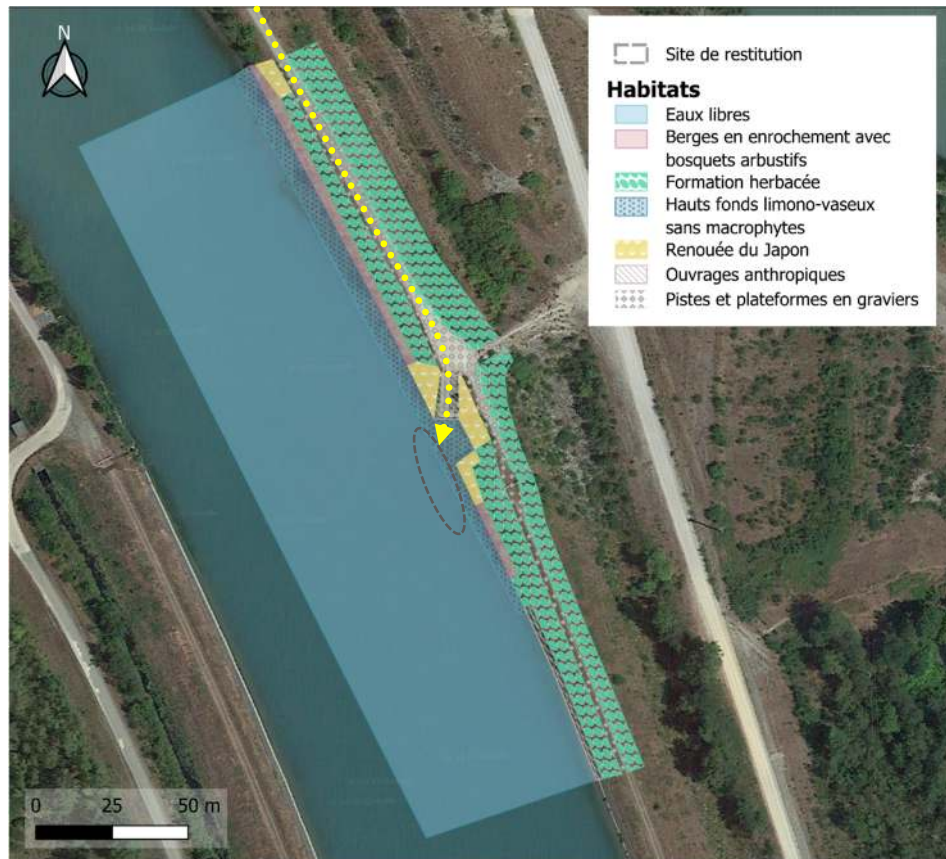 N
Site de restitution
Habitats
Eaux libres
Berges en enrochement avec
bosquets arbustifs
Formation herbacée
Hauts fonds limono-vaseux
sans macrophytes
Renouée du Japon
Ouvrages anthropiques
Pistes et plateformes en graviers
0 25 50 m